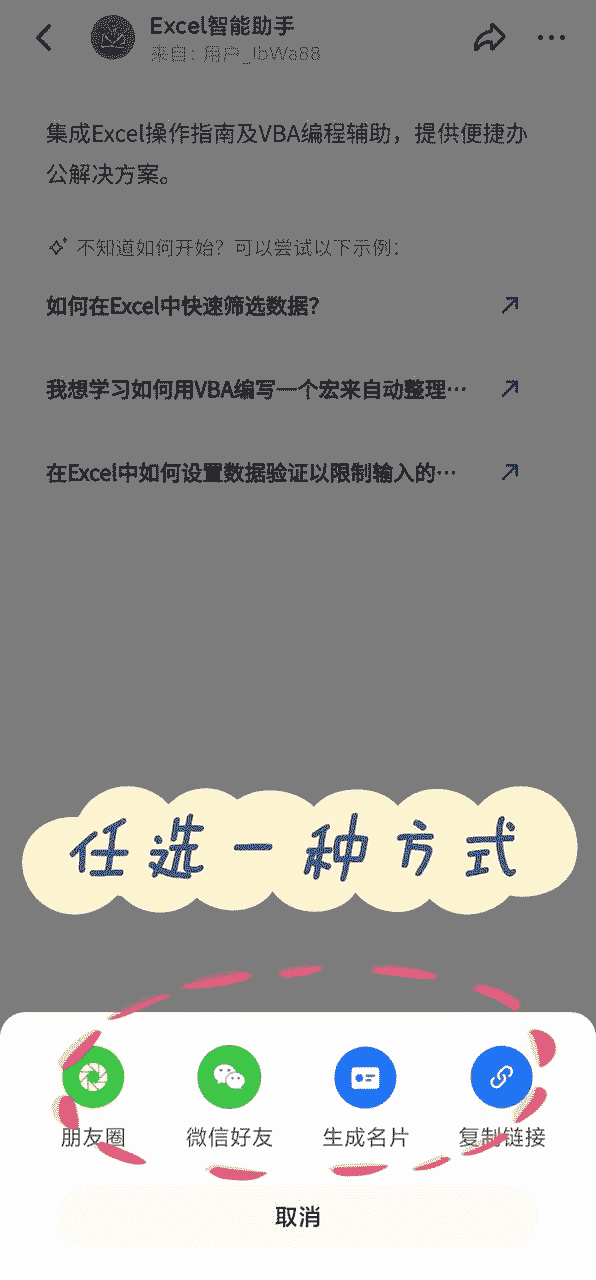 Excel智能助手
来自：用户_IbWa88
集成Excel操作指南及VBA编程辅助，提供便捷办
公解决方案。
不知道如何开始？可以尝试以下示例：
如何在Excel中快速筛选数据？
我想学习如何用VBA编写一个宏来自动整理…
在Excel中如何设置数据验证以限制输入的…
任选一种方式
朋友圈 微信好友 生成名片 复制链接
取消